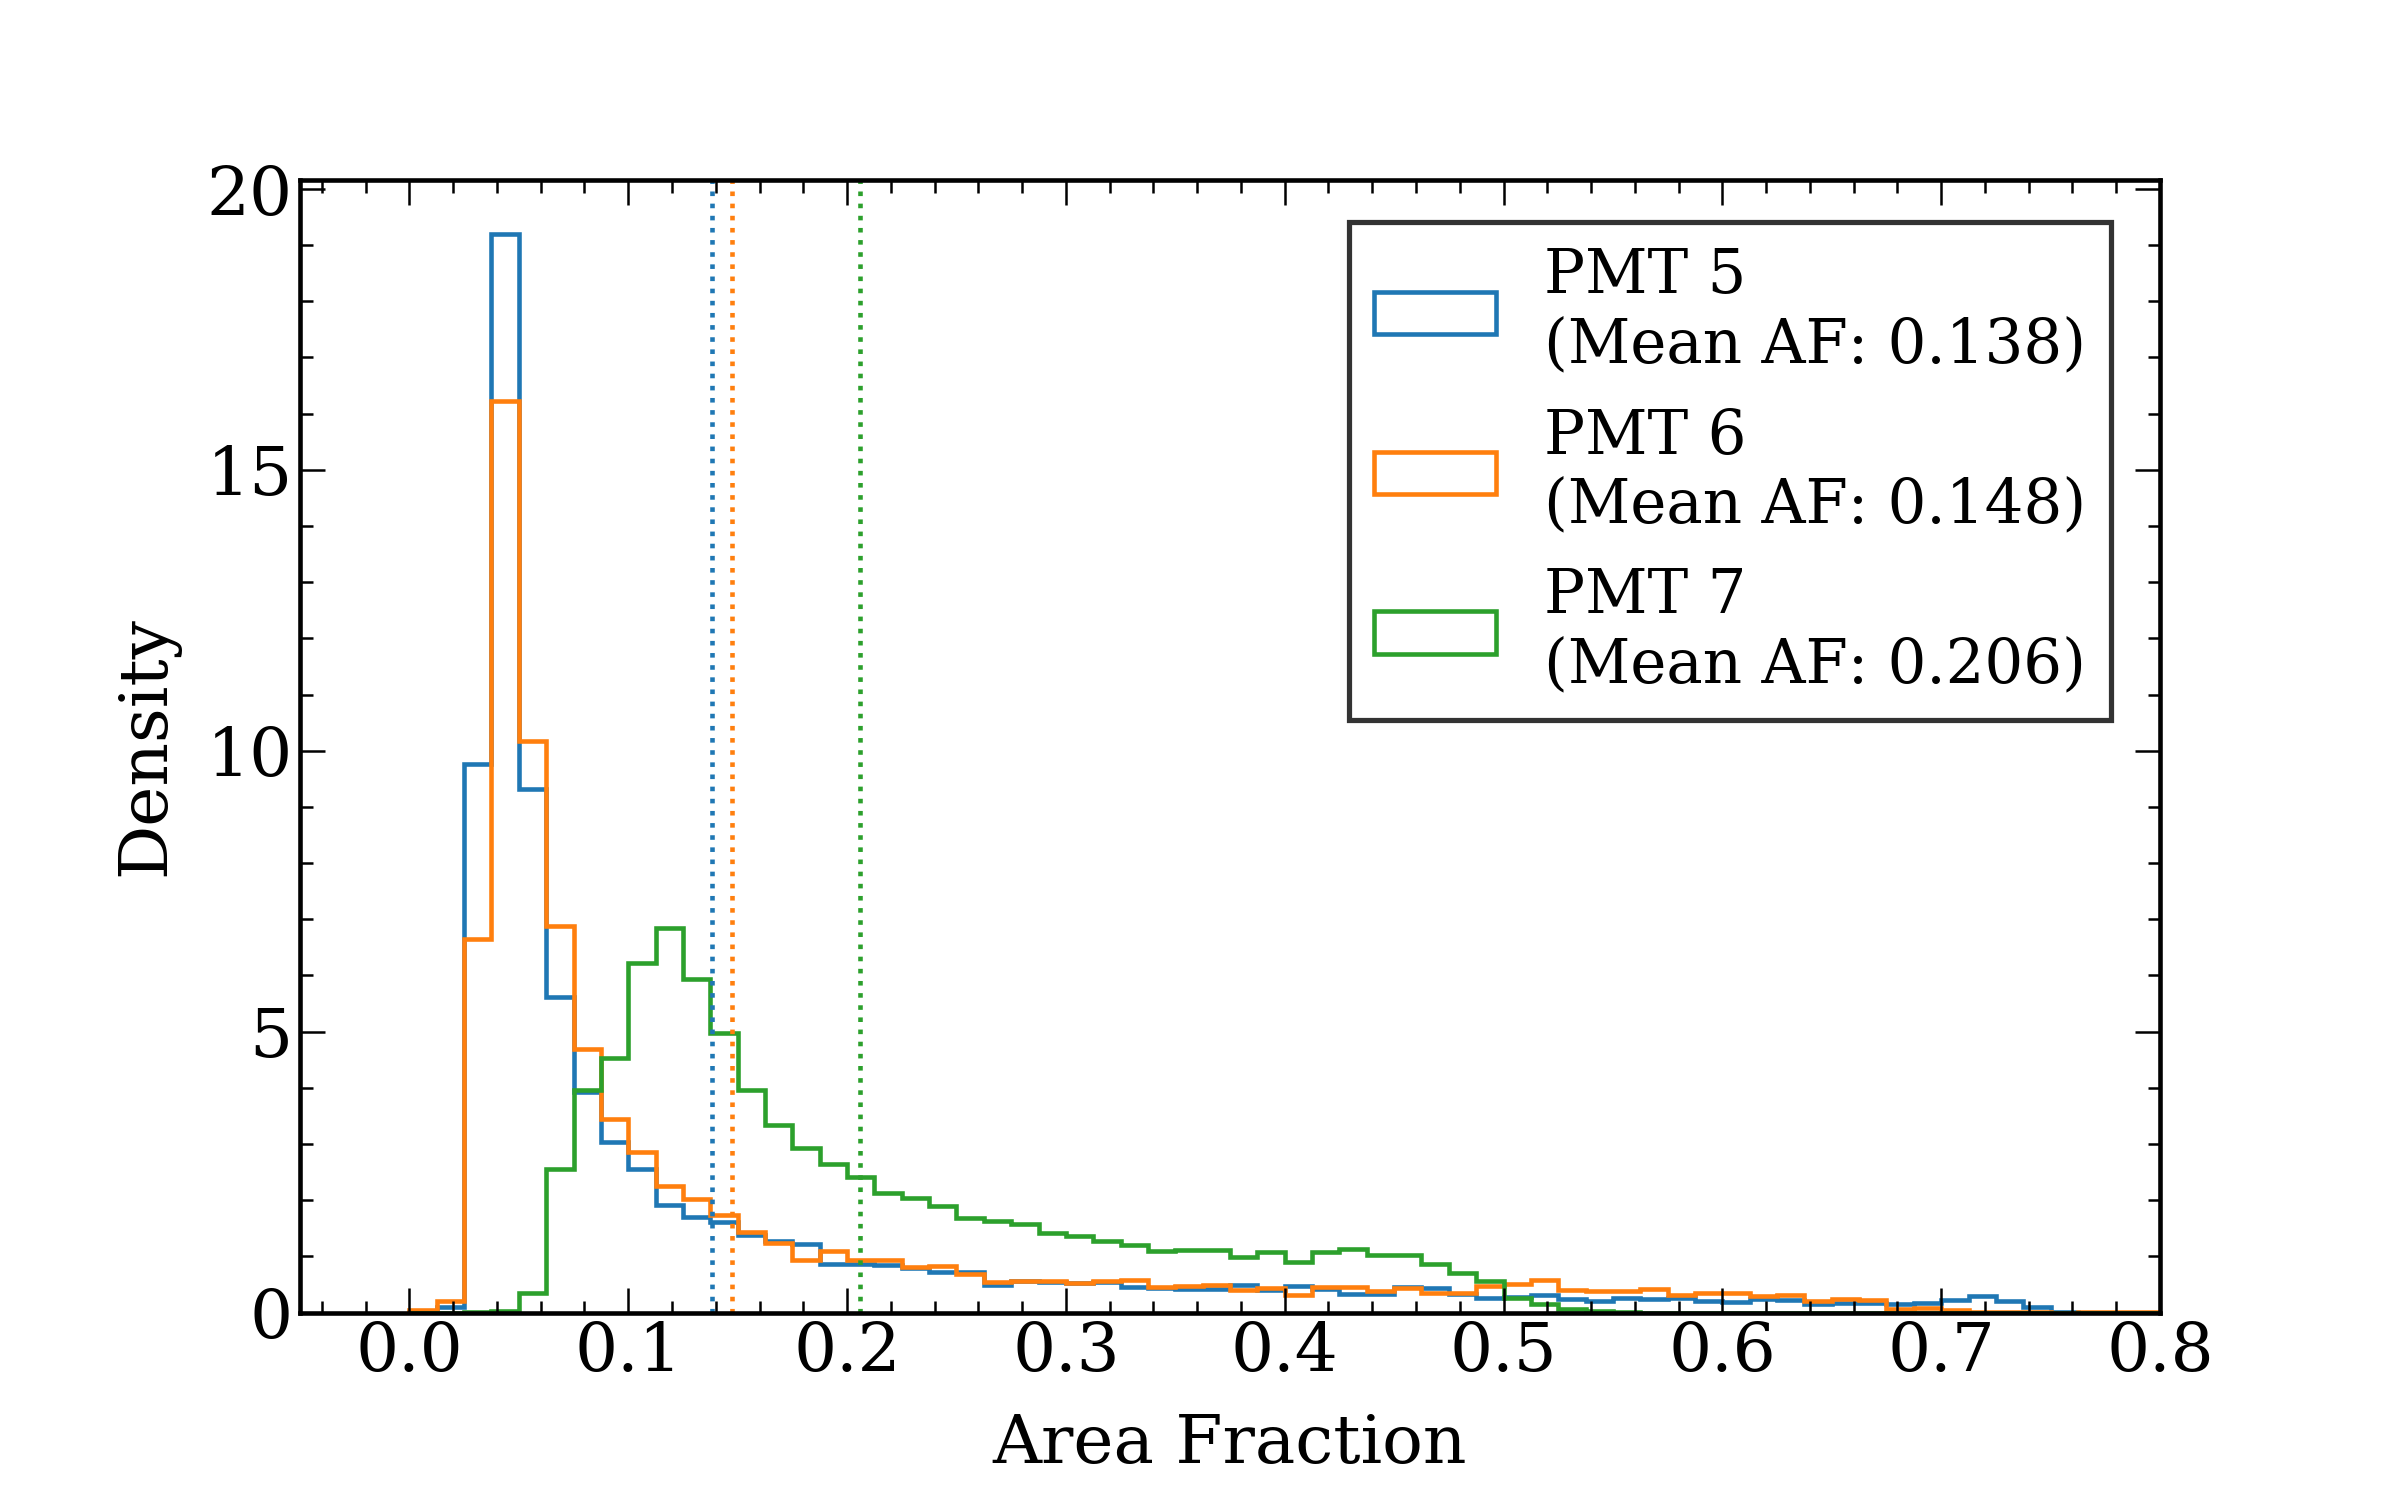 20
15
10
5
0
Density
0.0 0.1 0.2 0.3 0.4 0.5 0.6 0.7 0.8
Area Fraction
PMT 5
(Mean AF: 0.138)
PMT 6
(Mean AF: 0.148)
PMT 7
(Mean AF: 0.206)